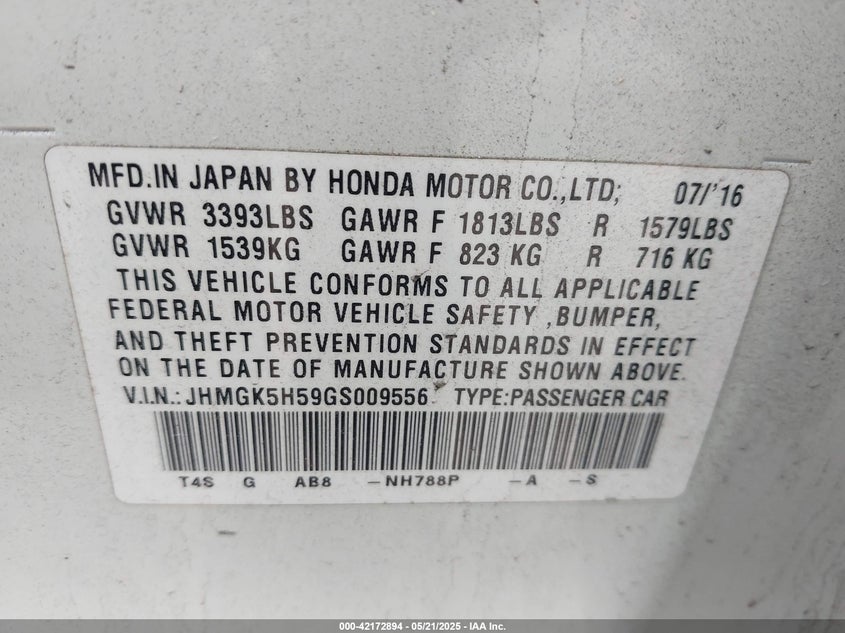 MFD.IN JAPAN BY HONDA MOTOR CO.,LTD; 07/'16
GVWR 3393LBS GAWR F 1813LBS R 1579LBS
GVWR 1539KG GAWR F 823 KG R 716 KG
THIS VEHICLE CONFORMS TO ALL APPLICABLE
FEDERAL MOTOR VEHICLE SAFETY ,BUMPER,
AND THEFT PREVENTION STANDARDS IN EFFECT
ON THE DATE OF MANUFACTURE SHOWN ABOVE.
V.I.N.: JHMGK5H59GS009556 TYPE:PASSENGER CAR
T4S G AB8 -NH788P -A -S
000-42172894 - 05/21/2025 - IAA Inc.